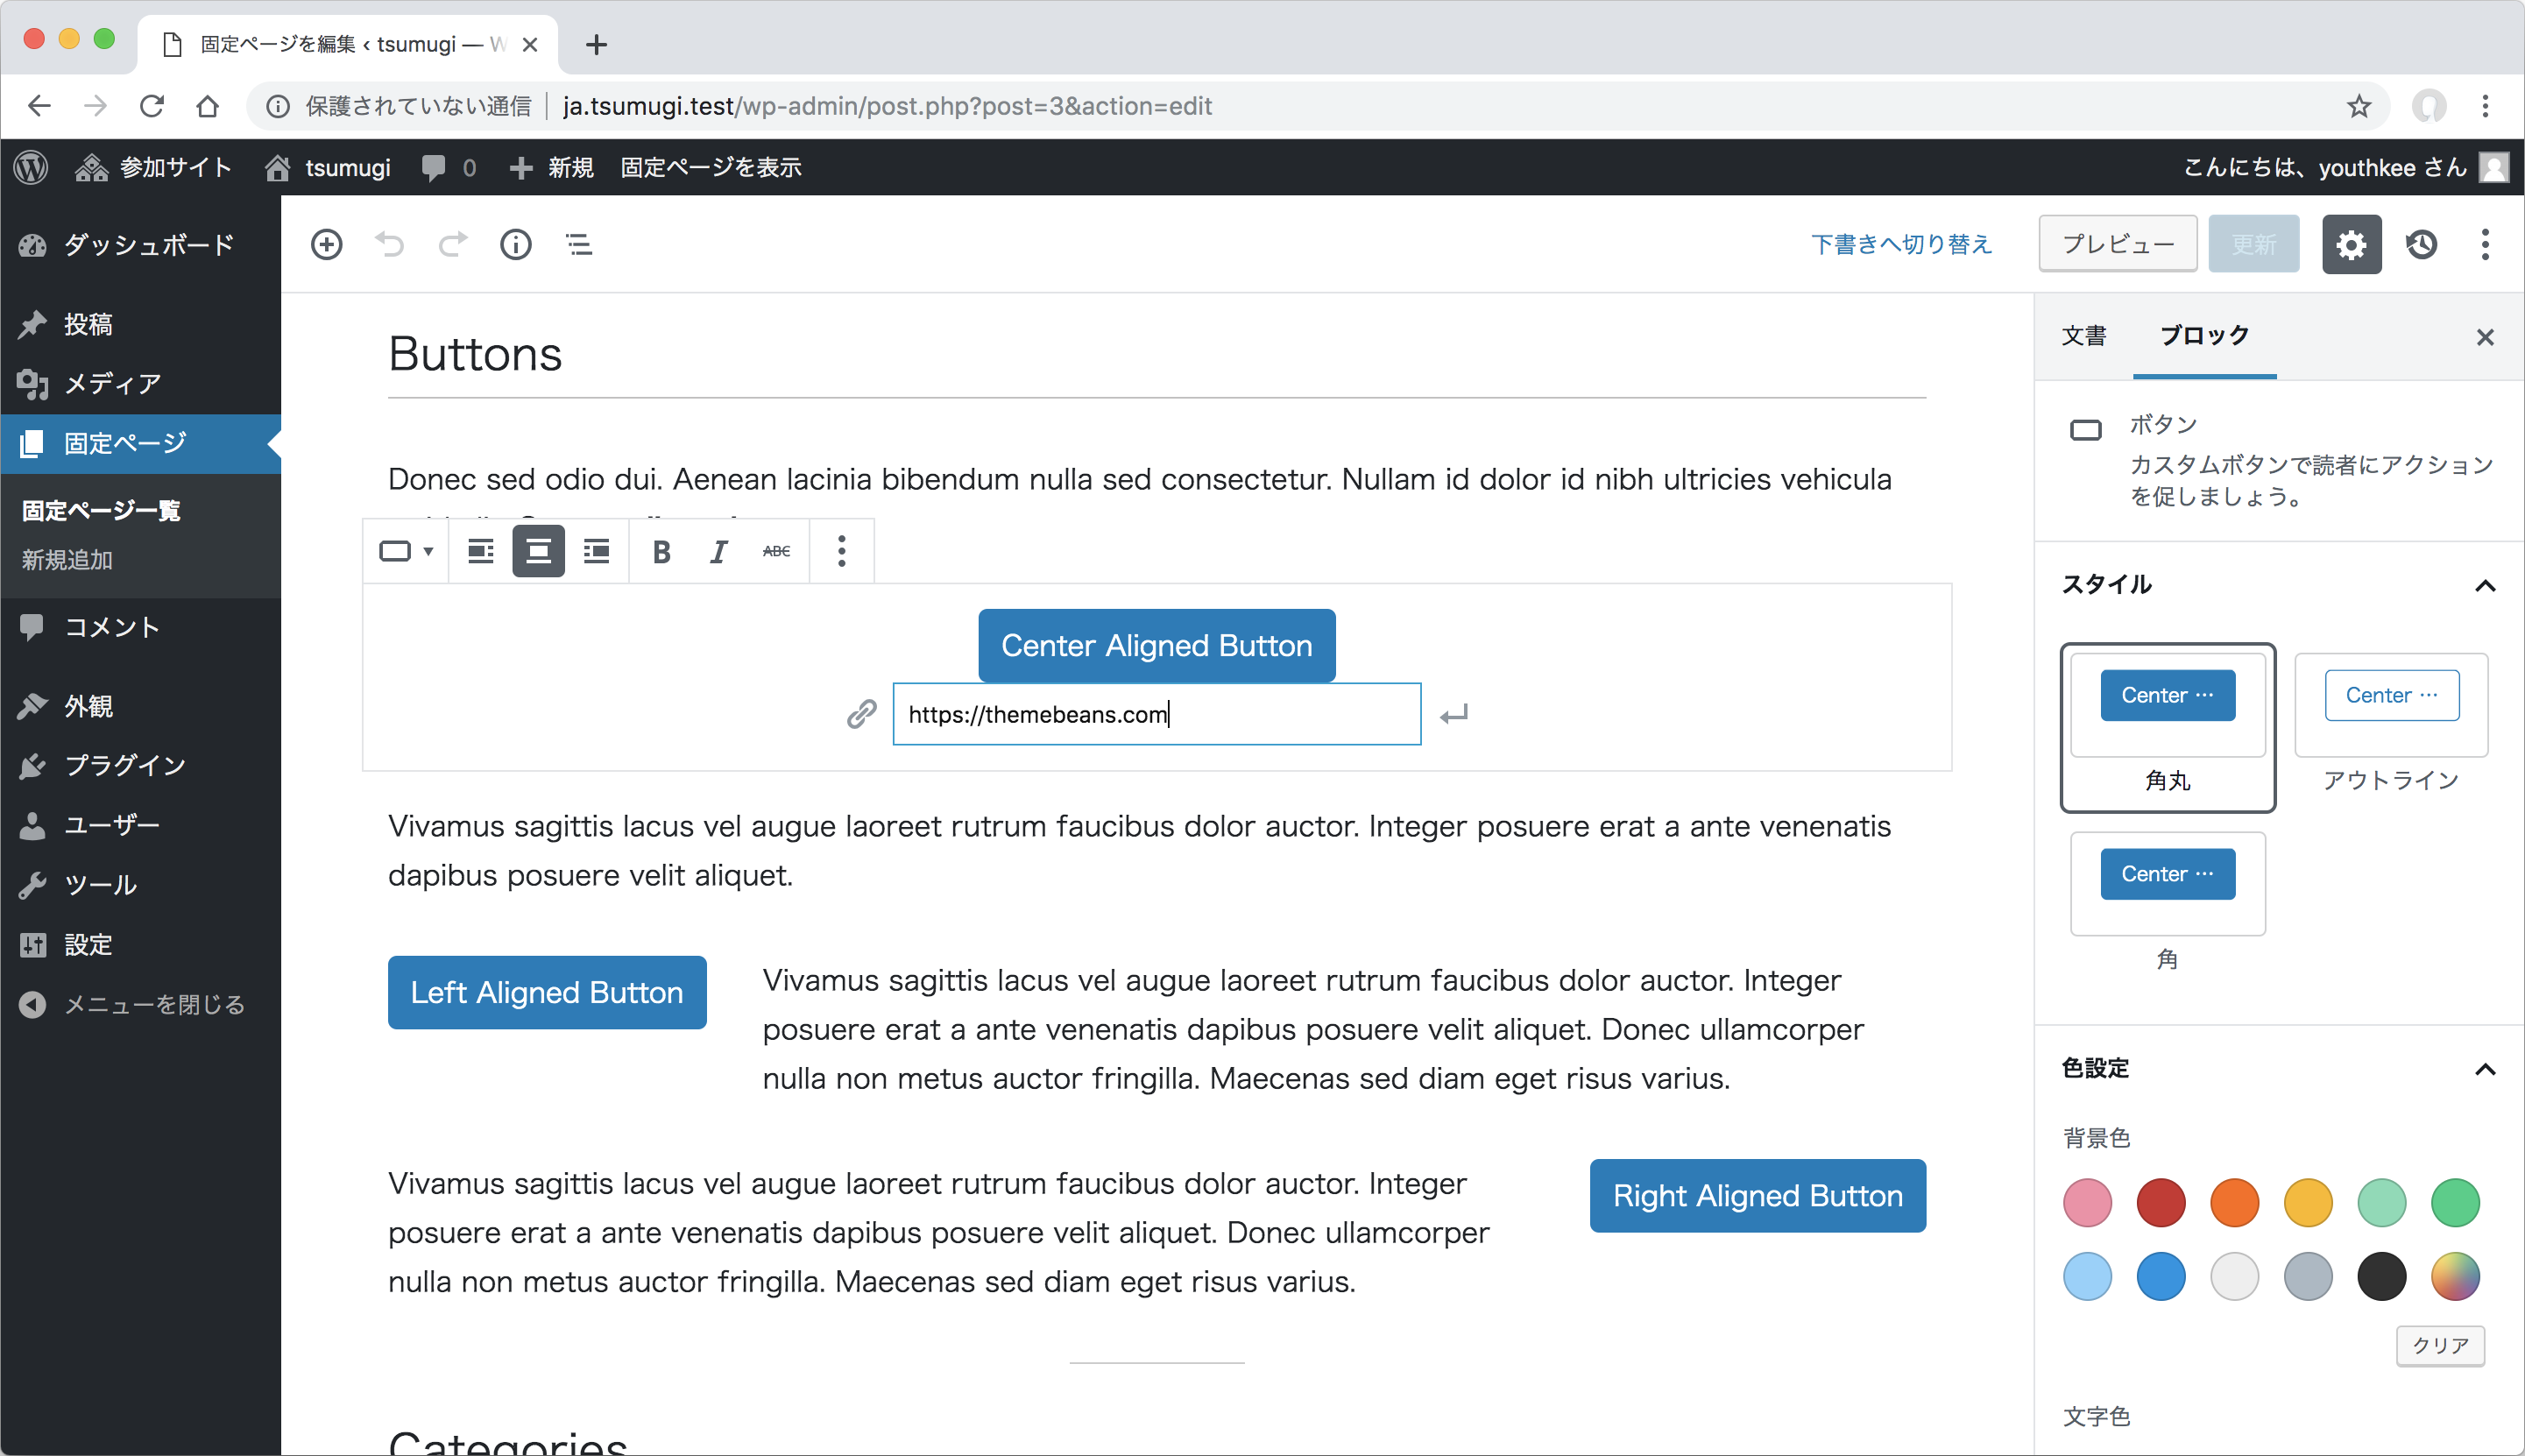 固定ページを編集 ‹ tsumugi — W
保護されていない通信 ja.tsumugi.test/wp-admin/post.php?post=3&action=edit
参加サイト tsumugi 0 新規 固定ページを表示 こんにちは、youthkee さん
ダッシュボード
投稿
メディア
固定ページ
固定ページ一覧
新規追加
コメント
外観
プラグイン
ユーザー
ツール
設定
メニューを閉じる
下書きへ切り替え プレビュー 更新
Buttons
Donec sed odio dui. Aenean lacinia bibendum nulla sed consectetur. Nullam id dolor id nibh ultricies vehicula
B I ABC
Center Aligned Button
https://themebeans.com
Vivamus sagittis lacus vel augue laoreet rutrum faucibus dolor auctor. Integer posuere erat a ante venenatis
dapibus posuere velit aliquet.
Left Aligned Button
Vivamus sagittis lacus vel augue laoreet rutrum faucibus dolor auctor. Integer
posuere erat a ante venenatis dapibus posuere velit aliquet. Donec ullamcorper
nulla non metus auctor fringilla. Maecenas sed diam eget risus varius.
Vivamus sagittis lacus vel augue laoreet rutrum faucibus dolor auctor. Integer
posuere erat a ante venenatis dapibus posuere velit aliquet. Donec ullamcorper
nulla non metus auctor fringilla. Maecenas sed diam eget risus varius.
Right Aligned Button
Categories
文書 ブロック
ボタン
カスタムボタンで読者にアクション
を促しましょう。
スタイル
Center … Center …
角丸 アウトライン
Center …
角
色設定
背景色
クリア
文字色